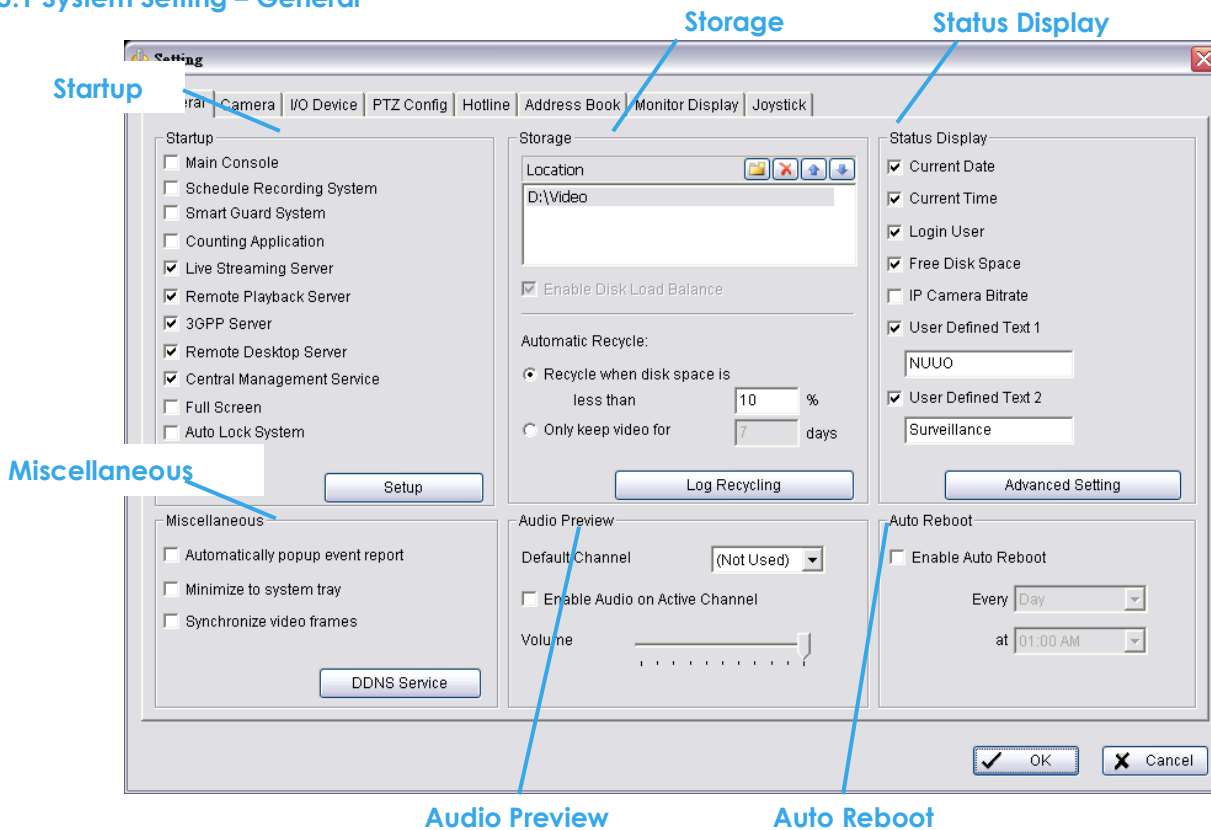 System Setting – General
Storage
Status Display
Setting
Startup
Camera
I/O Device
PTZ Config
Hotline
Address Book
Monitor Display
Joystick
Startup
Main Console
Schedule Recording System
Smart Guard System
Counting Application
Live Streaming Server
Remote Playback Server
3GPP Server
Remote Desktop Server
Central Management Service
Full Screen
Auto Lock System
Setup
Storage
Location
D:\Video
Enable Disk Load Balance
Automatic Recycle:
Recycle when disk space is
less than 10 %
Only keep video for 7 days
Log Recycling
Status Display
Current Date
Current Time
Login User
Free Disk Space
IP Camera Bitrate
User Defined Text 1
NUUO
User Defined Text 2
Surveillance
Advanced Setting
Miscellaneous
Miscellaneous
Automatically popup event report
Minimize to system tray
Synchronize video frames
DDNS Service
Audio Preview
Default Channel (Not Used)
Enable Audio on Active Channel
Volume
Auto Reboot
Enable Auto Reboot
Every Day
at 01:00 AM
OK
Cancel
Audio Preview
Auto Reboot